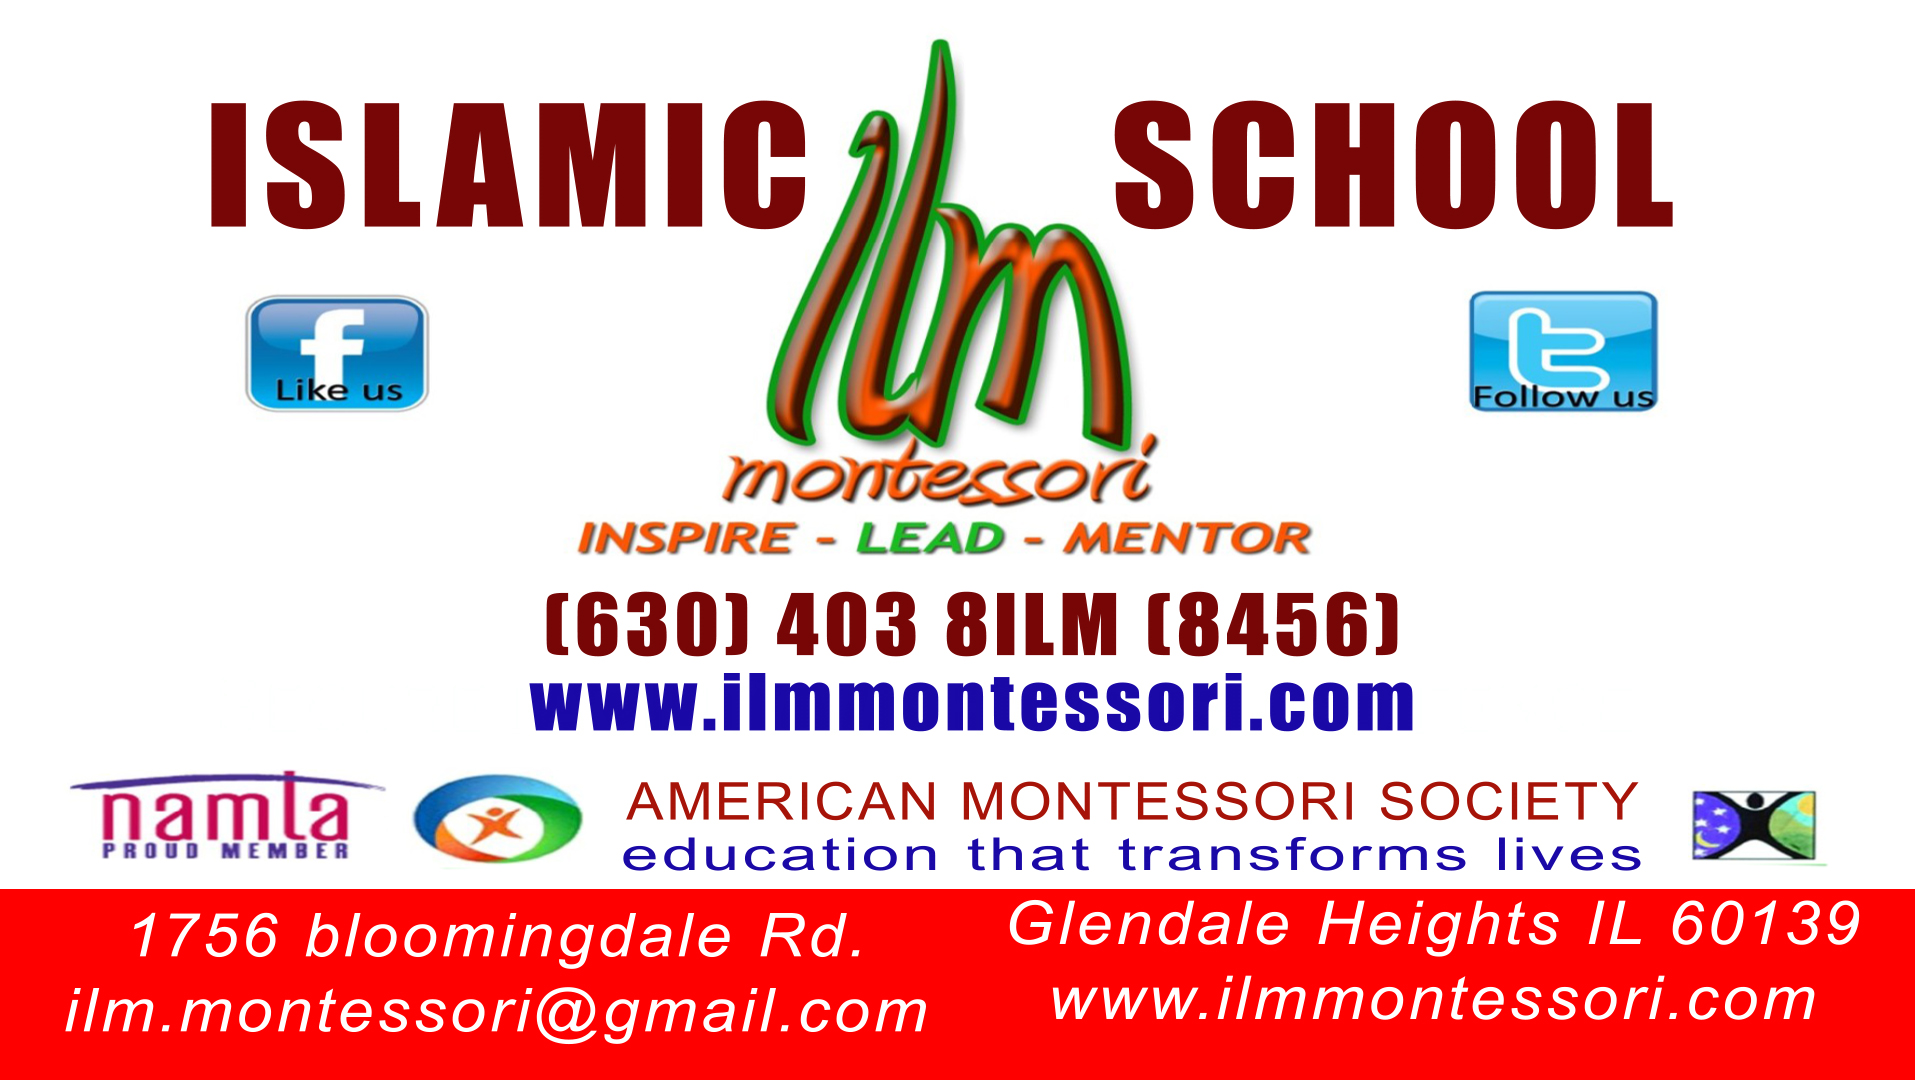 ISLAMIC SCHOOL
Ilm
f
Like us
t
Follow us
montessori
INSPIRE - LEAD - MENTOR
(630) 403 8ILM (8456)
www.ilmmontessori.com
namta
PROUD MEMBER
AMERICAN MONTESSORI SOCIETY
education that transforms lives
1756 bloomingdale Rd.
ilm.montessori@gmail.com
Glendale Heights IL 60139
www.ilmmontessori.com